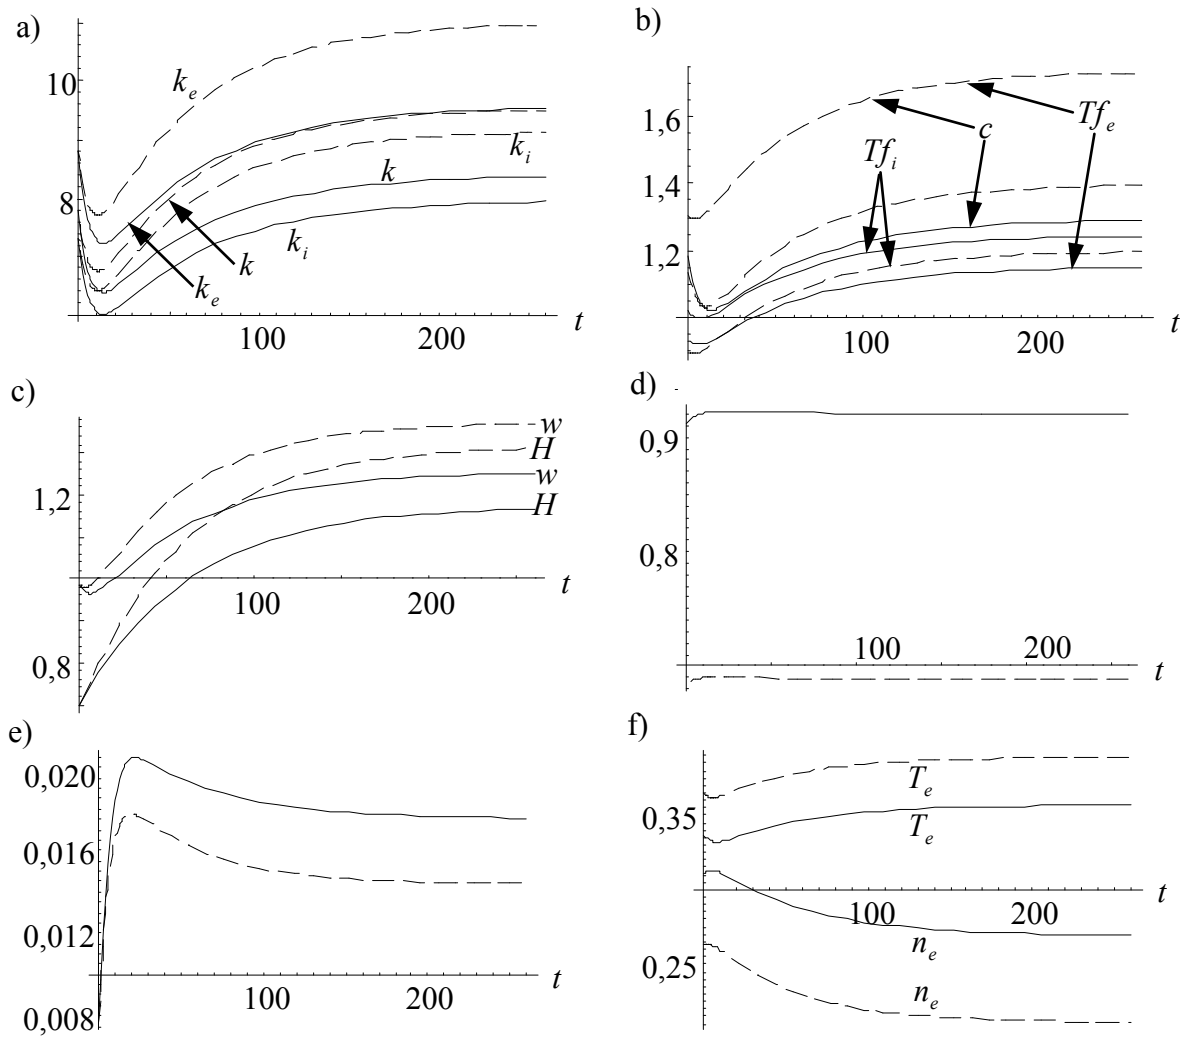 a)
10
8
k_e
k_i
k
k_i
k
k_e
100
200
t
b)
1,6
1,4
1,2
Tf_e
c
Tf_i
100
200
t
c)
w
H
w
H
1,2
0,8
100
200
t
d)
0,9
0,8
100
200
t
e)
0,020
0,016
0,012
0,008
100
200
t
f)
T_e
T_e
0,35
0,25
100
200
t
n_e
n_e